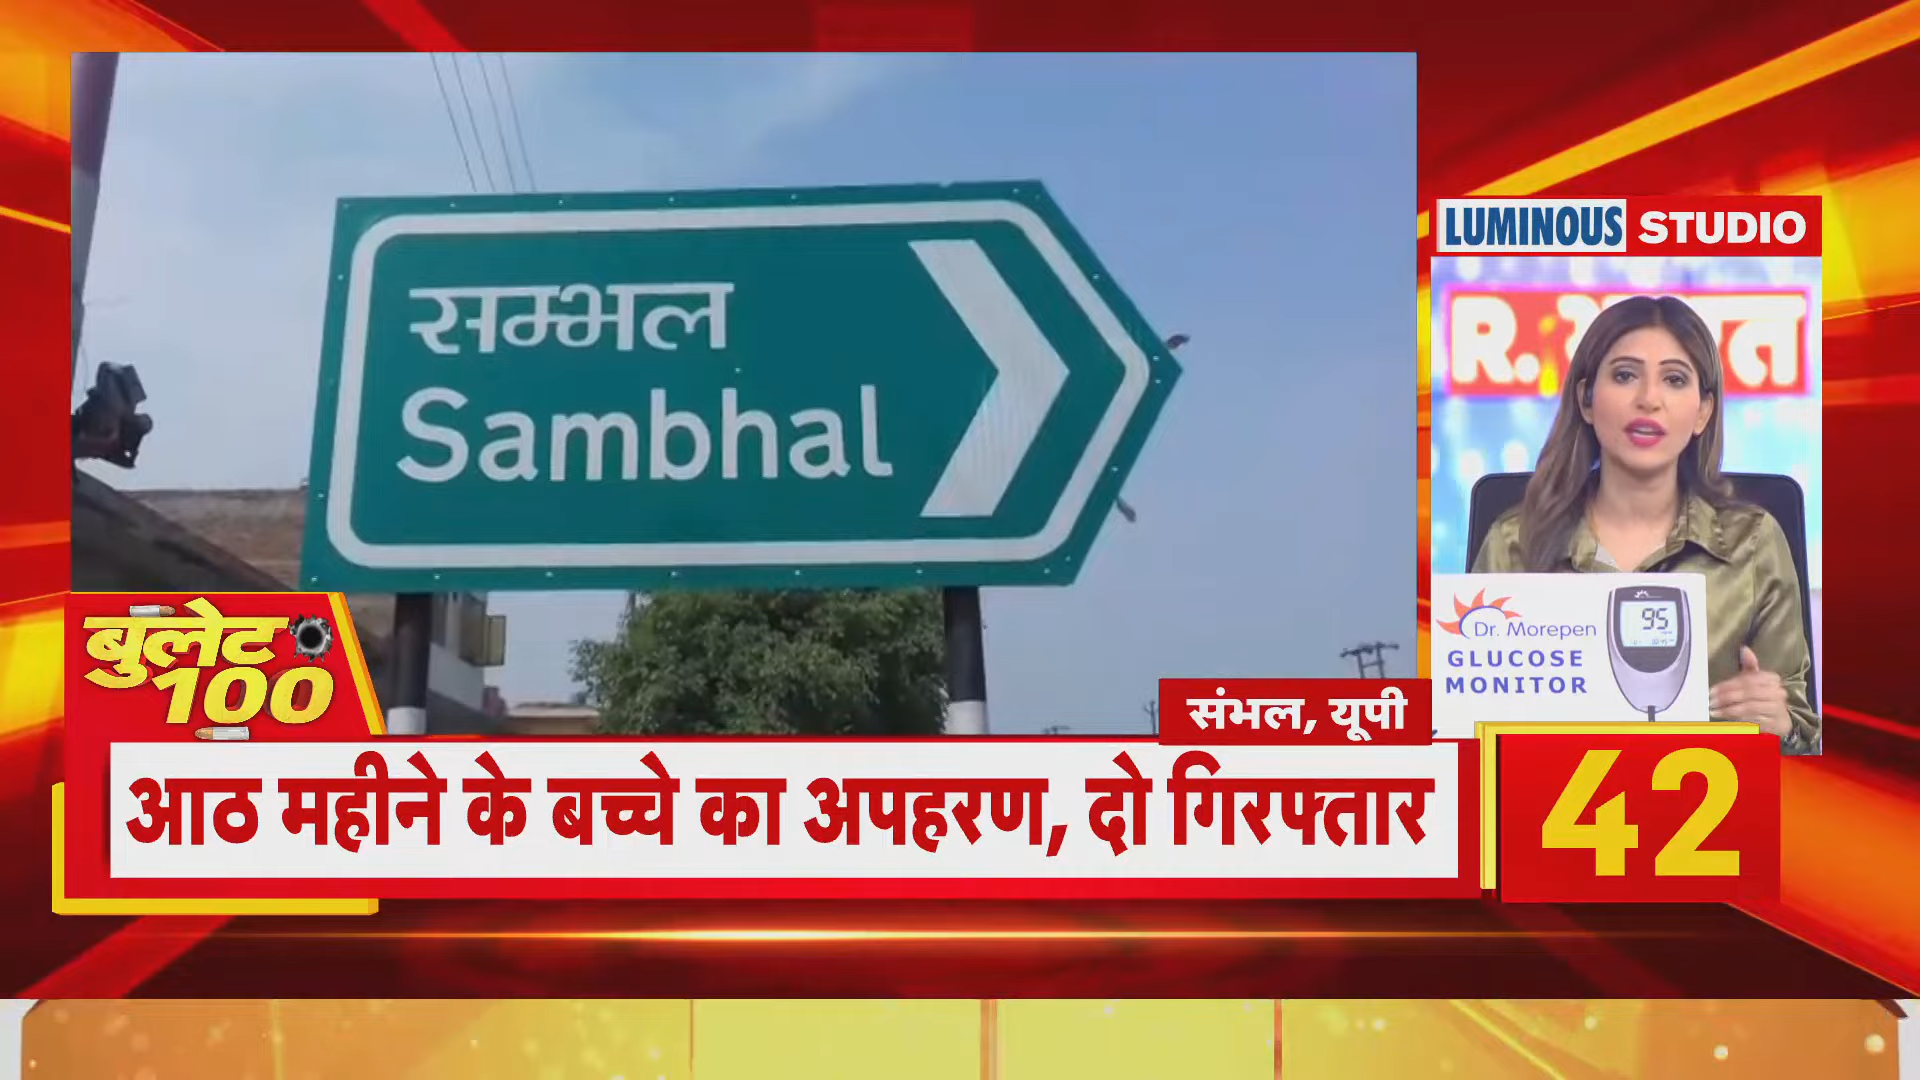 सम्भल
Sambhal
LUMINOUS STUDIO
R.
Dr. Morepen
GLUCOSE
MONITOR
95
बुलेट
100
संभल, यूपी
आठ महीने के बच्चे का अपहरण, दो गिरफ्तार
42